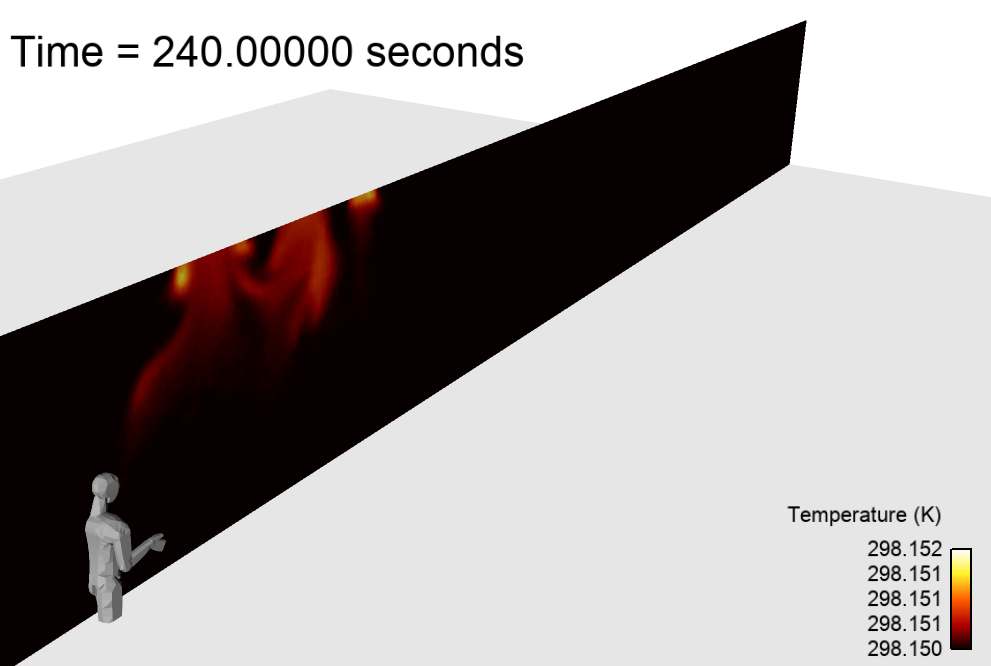 Time = 240.00000 seconds
Temperature (K)
298.152
298.151
298.151
298.151
298.150